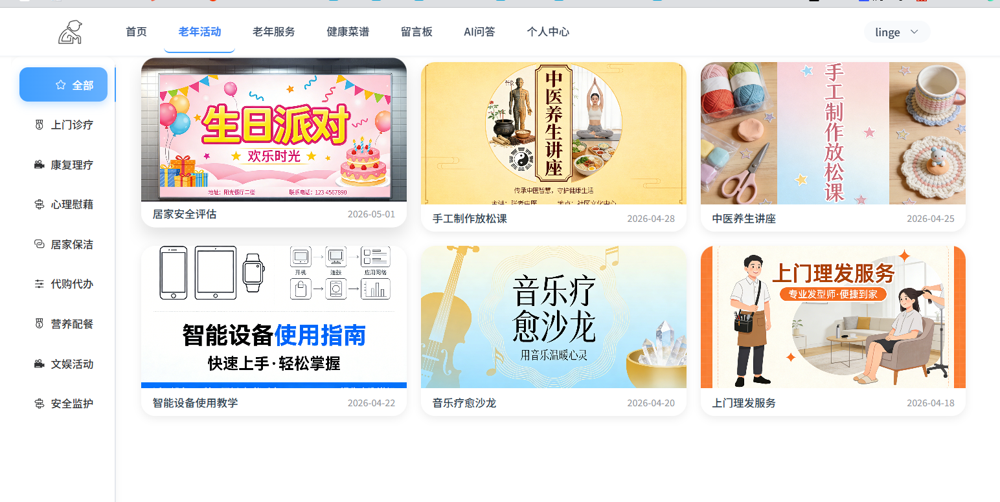 首页 老年活动 老年服务 健康菜谱 留言板 AI问答 个人中心 linge
全部
上门诊疗
康复理疗
心理慰藉
居家保洁
代购代办
营养配餐
文娱活动
安全监护
生日派对
欢乐时光
地址：阳光餐厅二楼 联系电话：123 4567890
居家安全评估 2026-05-01
针灸
中医养生讲座
传承中医智慧，守护健康生活
主讲：张老中医 地点：社区文化中心
手工制作放松课 2026-04-28
手工制作放松课
中医养生讲座 2026-04-25
开机 连接 应用网络
智能设备使用指南
快速上手·轻松掌握
智能设备使用教学 2026-04-22
音乐疗
愈沙龙
用音乐温暖心灵
音乐疗愈沙龙 2026-04-20
上门理发服务
专业发型师·便捷到家
上门理发服务 2026-04-18